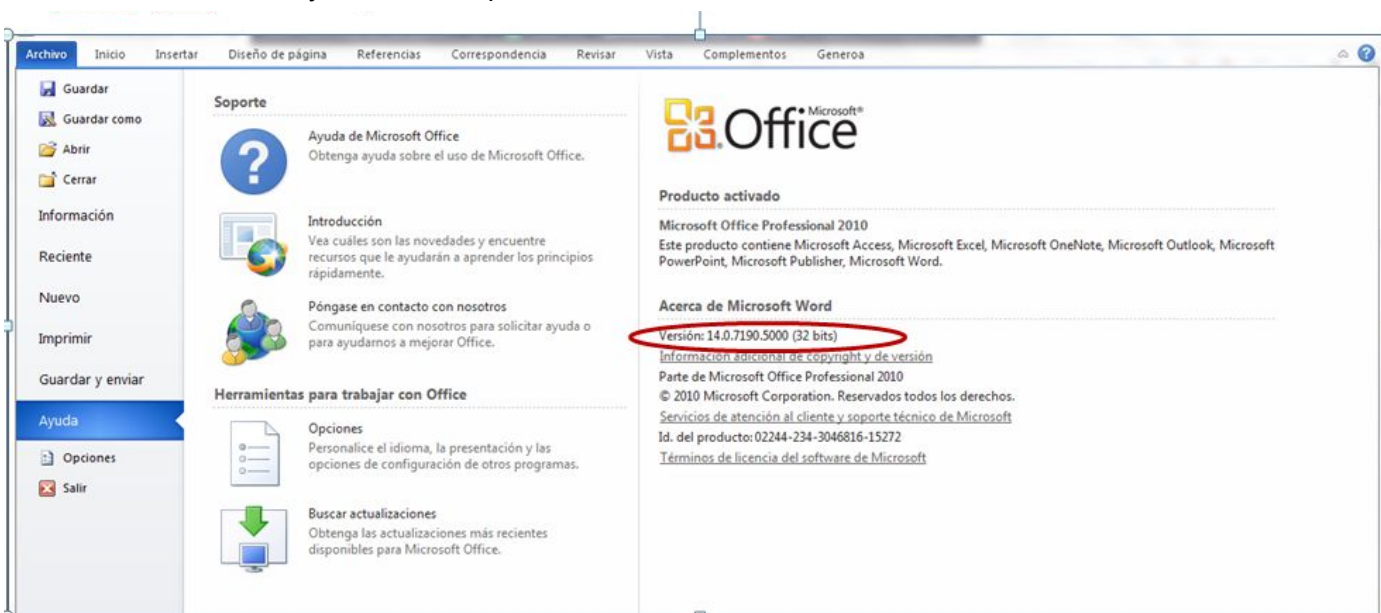 Archivo Inicio Insertar Diseño de página Referencias Correspondencia Revisar Vista Complementos Generoa
Guardar
Guardar como
Abrir
Cerrar
Información
Reciente
Nuevo
Imprimir
Guardar y enviar
Ayuda
Opciones
Salir
Soporte
Ayuda de Microsoft Office
Obtenga ayuda sobre el uso de Microsoft Office.
Introducción
Vea cuáles son las novedades y encuentre
recursos que le ayudarán a aprender los principios
rápidamente.
Póngase en contacto con nosotros
Comuníquese con nosotros para solicitar ayuda o
para ayudarnos a mejorar Office.
Herramientas para trabajar con Office
Opciones
Personalice el idioma, la presentación y las
opciones de configuración de otros programas.
Buscar actualizaciones
Obtenga las actualizaciones más recientes
disponibles para Microsoft Office.
Microsoft®
Office
Producto activado
Microsoft Office Professional 2010
Este producto contiene Microsoft Access, Microsoft Excel, Microsoft OneNote, Microsoft Outlook, Microsoft
PowerPoint, Microsoft Publisher, Microsoft Word.
Acerca de Microsoft Word
Versión: 14.0.7190.5000 (32 bits)
Información adicional de copyright y de versión
Parte de Microsoft Office Professional 2010
© 2010 Microsoft Corporation. Reservados todos los derechos.
Servicios de atención al cliente y soporte técnico de Microsoft
Id. del producto: 02244-234-3046816-15272
Términos de licencia del software de Microsoft